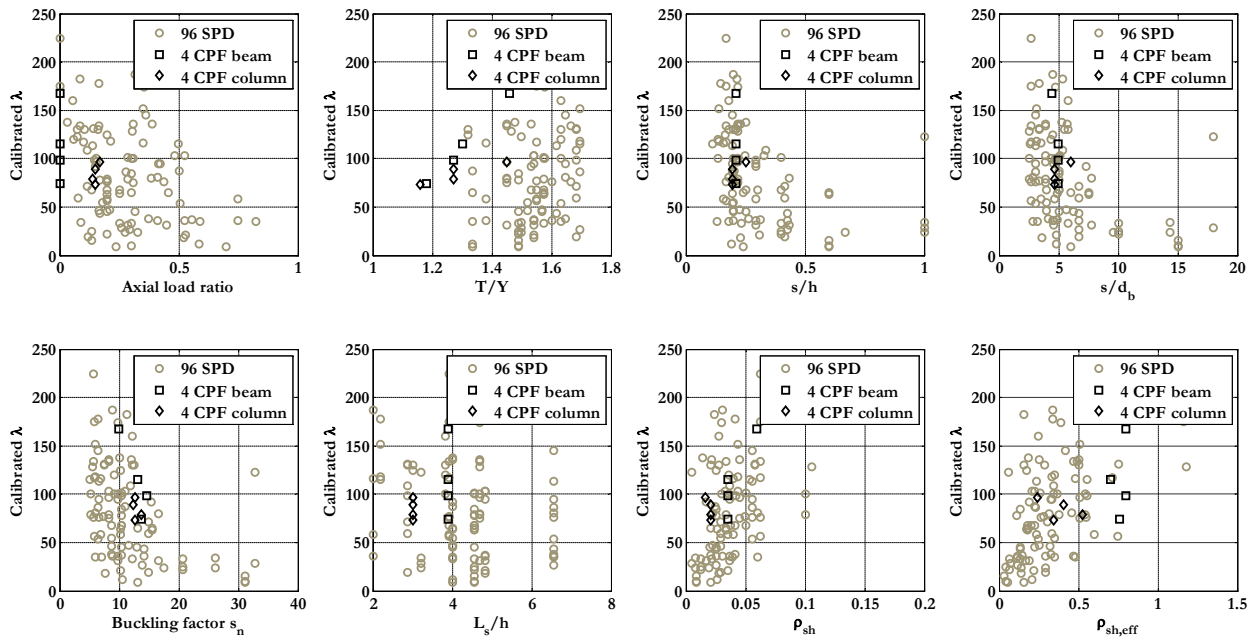 250
200
150
100
50
0
Calibrated λ
96 SPD
4 CPF beam
4 CPF column
0 0.5 1
Axial load ratio
250
200
150
100
50
0
Calibrated λ
96 SPD
4 CPF beam
4 CPF column
1 1.2 1.4 1.6 1.8
T/Y
250
200
150
100
50
0
Calibrated λ
96 SPD
4 CPF beam
4 CPF column
0 0.5 1
s/h
250
200
150
100
50
0
Calibrated λ
96 SPD
4 CPF beam
4 CPF column
0 5 10 15 20
s/d_b
250
200
150
100
50
0
Calibrated λ
96 SPD
4 CPF beam
4 CPF column
0 10 20 30 40
Buckling factor s_n
250
200
150
100
50
0
Calibrated λ
96 SPD
4 CPF beam
4 CPF column
2 4 6 8
L_s/h
250
200
150
100
50
0
Calibrated λ
96 SPD
4 CPF beam
4 CPF column
0 0.05 0.1 0.15 0.2
ρ_sh
250
200
150
100
50
0
Calibrated λ
96 SPD
4 CPF beam
4 CPF column
0 0.5 1 1.5
ρ_sh,eff